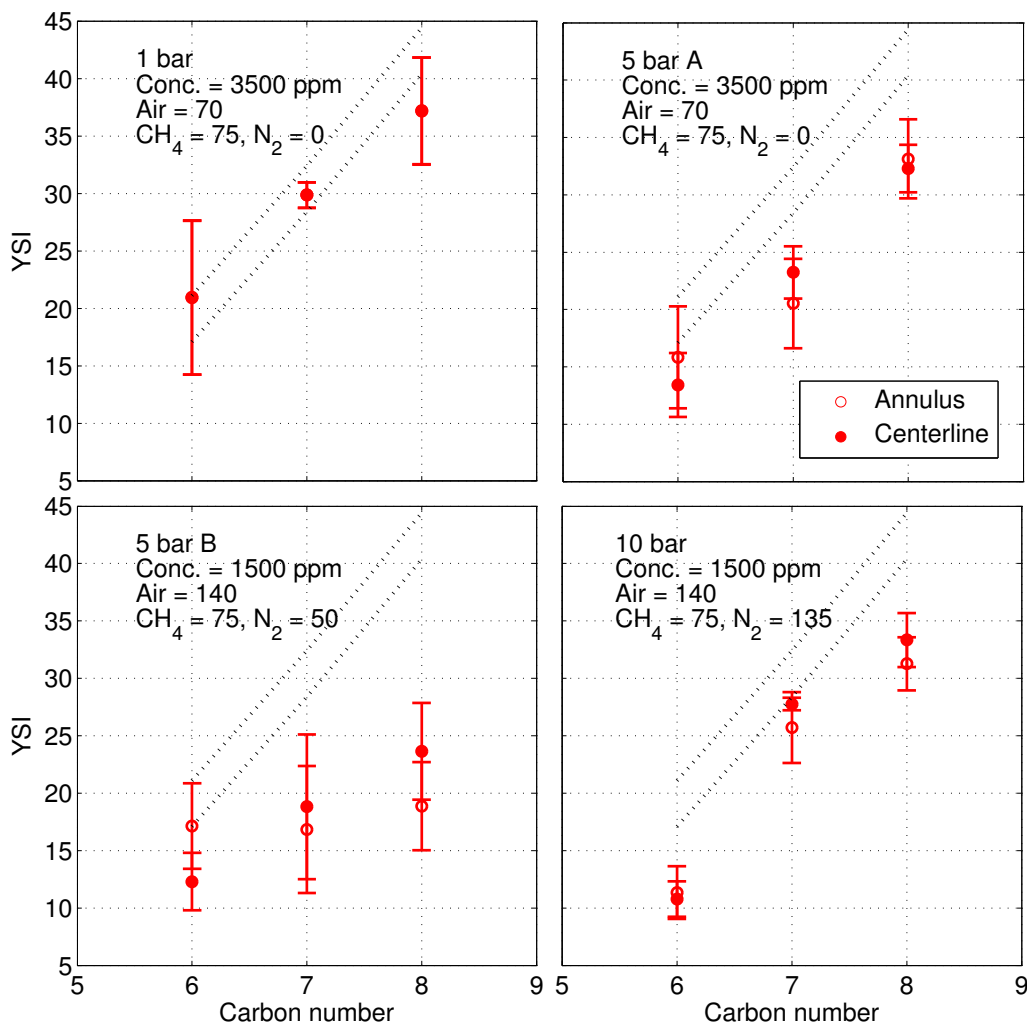 45
40
35
30
25
20
15
10
5
YSI
1 bar
Conc. = 3500 ppm
Air = 70
CH₄ = 75, N₂ = 0
5 bar A
Conc. = 3500 ppm
Air = 70
CH₄ = 75, N₂ = 0
Annulus
Centerline
45
40
35
30
25
20
15
10
5
YSI
5 bar B
Conc. = 1500 ppm
Air = 140
CH₄ = 75, N₂ = 50
5 6 7 8 9
Carbon number
10 bar
Conc. = 1500 ppm
Air = 140
CH₄ = 75, N₂ = 135
5 6 7 8 9
Carbon number